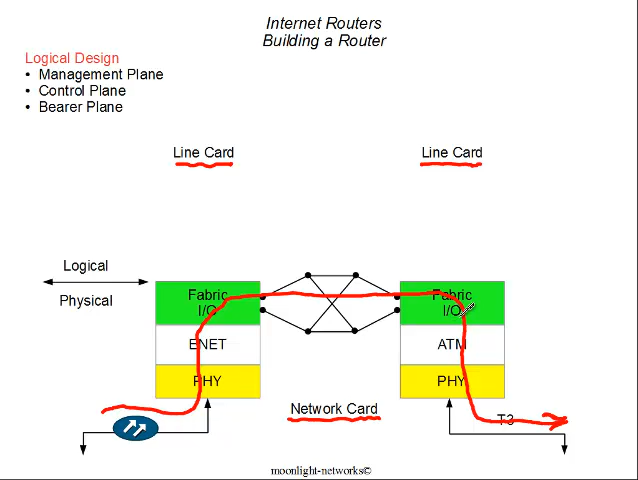 Internet Routers
Building a Router
Logical Design
• Management Plane
• Control Plane
• Bearer Plane
Line Card
Line Card
Logical
Physical
Fabric
I/O
ENET
PHY
Fabric
I/O
ATM
PHY
Network Card
T3
moonlight-networks©